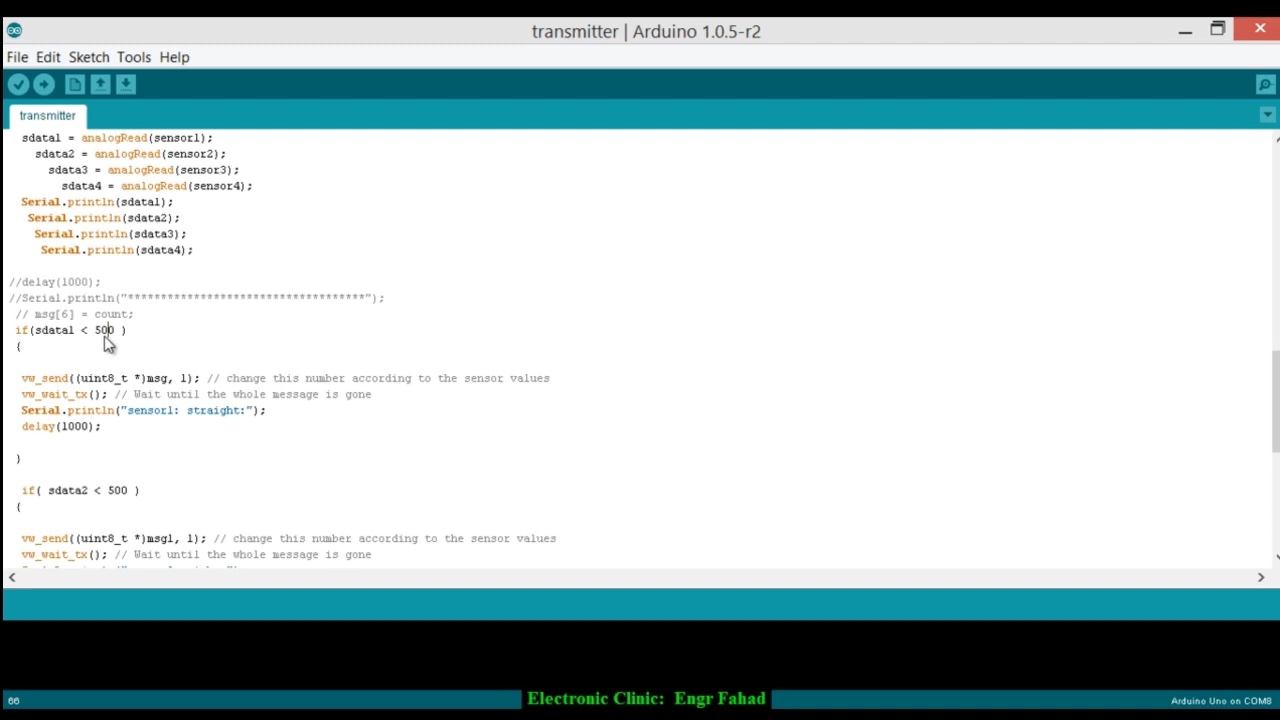 transmitter | Arduino 1.0.5-r2
File Edit Sketch Tools Help
transmitter
sdata1 = analogRead(sensor1);
sdata2 = analogRead(sensor2);
sdata3 = analogRead(sensor3);
sdata4 = analogRead(sensor4);
Serial.println(sdata1);
Serial.println(sdata2);
Serial.println(sdata3);
Serial.println(sdata4);
//delay(1000);
//Serial.println("************************************");
// msg[6] = count;
if(sdata1 < 500 )
{
vw_send((uint8_t *)msg, 1); // change this number according to the sensor values
vw_wait_tx(); // Wait until the whole message is gone
Serial.println("sensor1: straight:");
delay(1000);
}
if( sdata2 < 500 )
{
vw_send((uint8_t *)msg1, 1); // change this number according to the sensor values
vw_wait_tx(); // Wait until the whole message is gone
66
Electronic Clinic: Engr Fahad
Arduino Uno on COM8